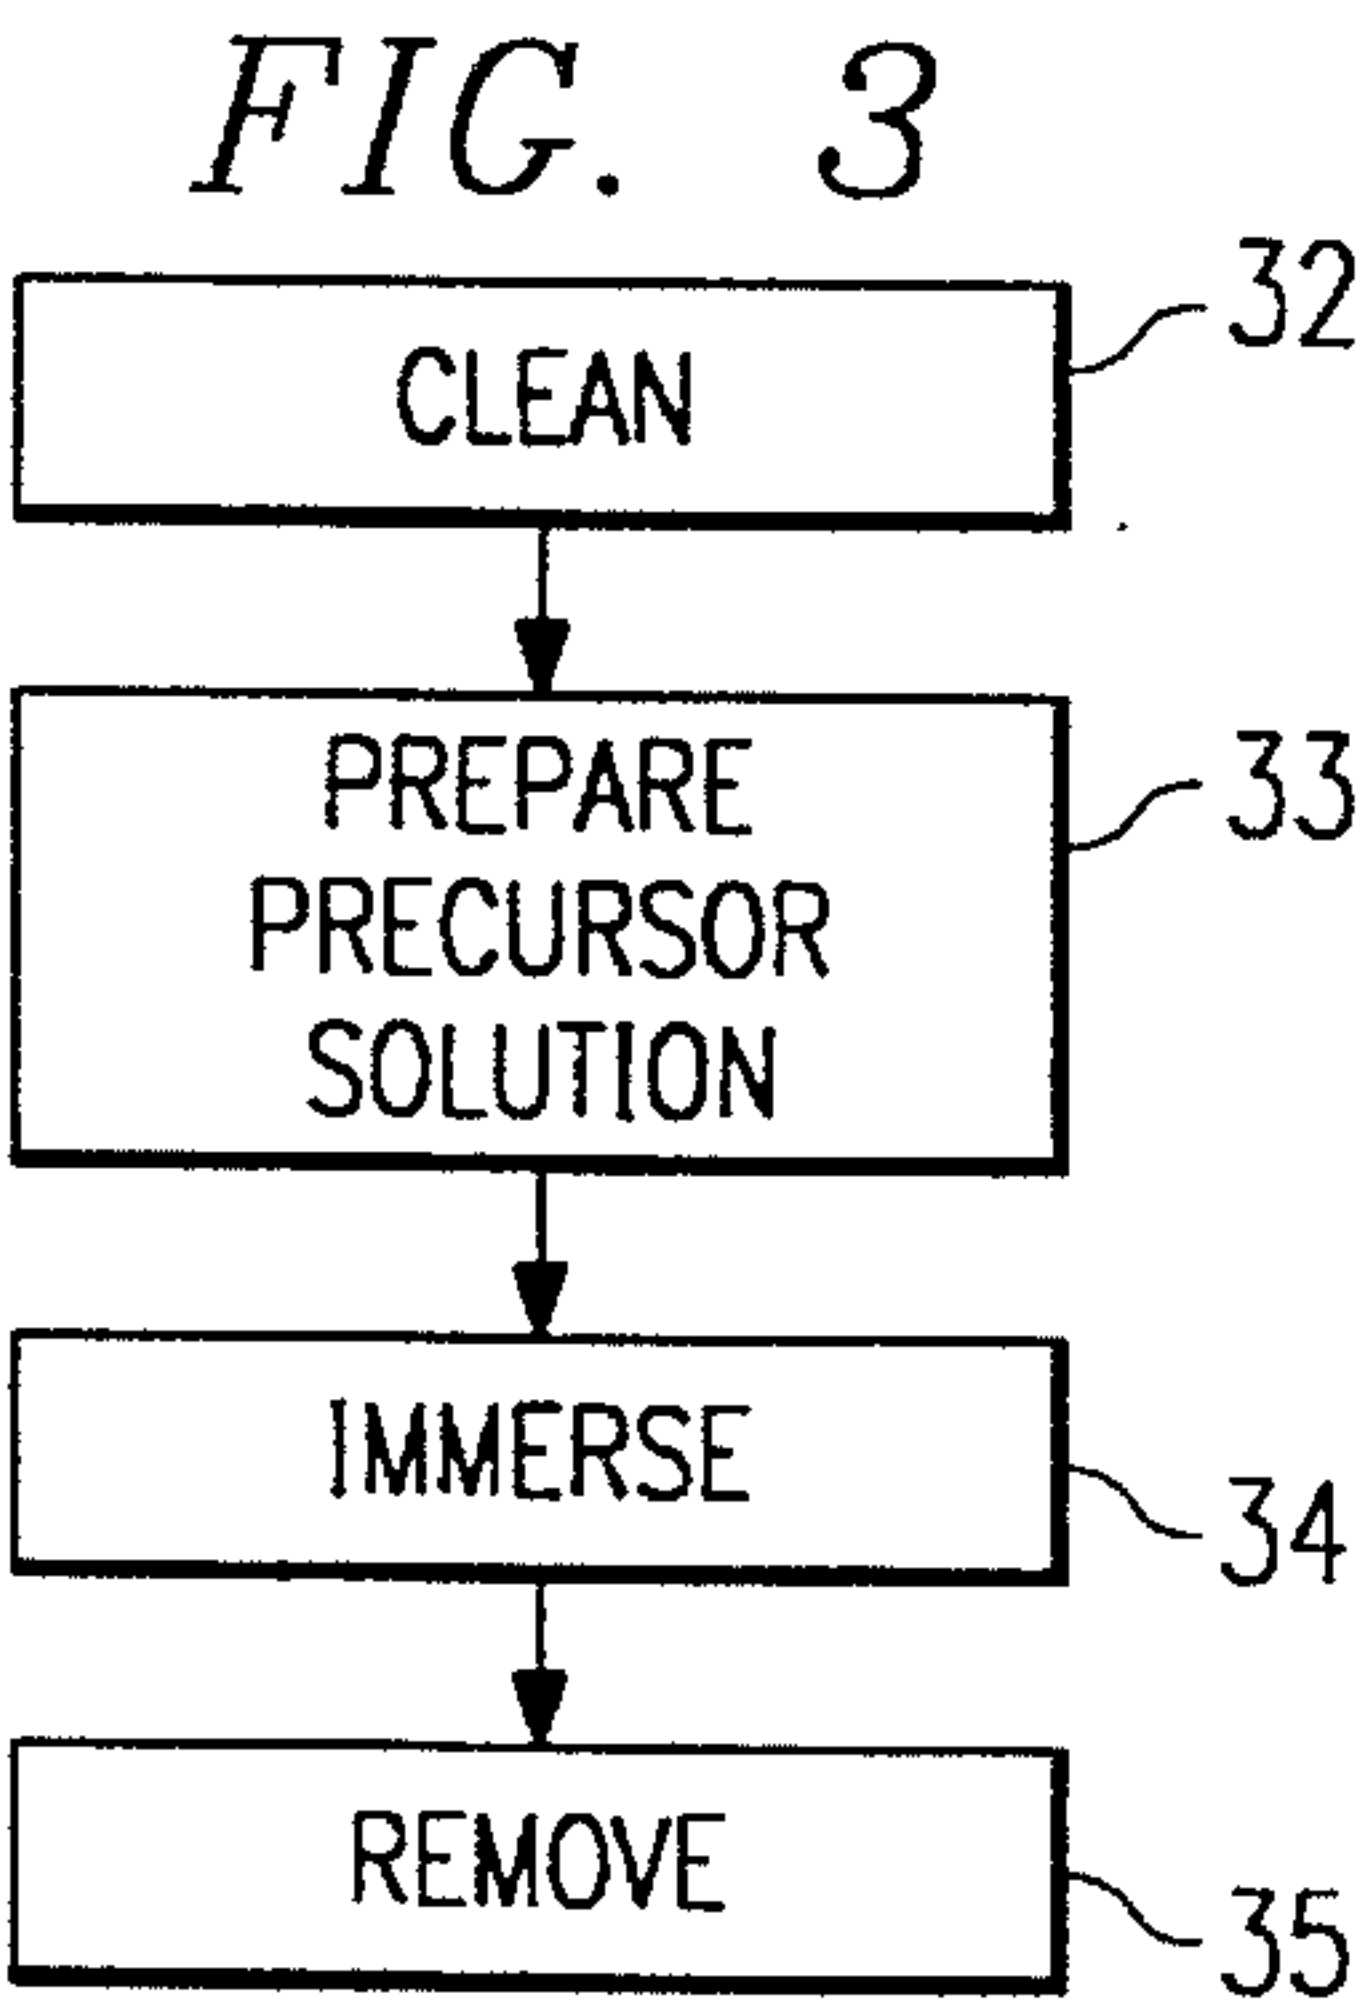 FIG. 3
32
CLEAN
33
PREPARE
PRECURSOR
SOLUTION
IMMERSE
34
REMOVE
35